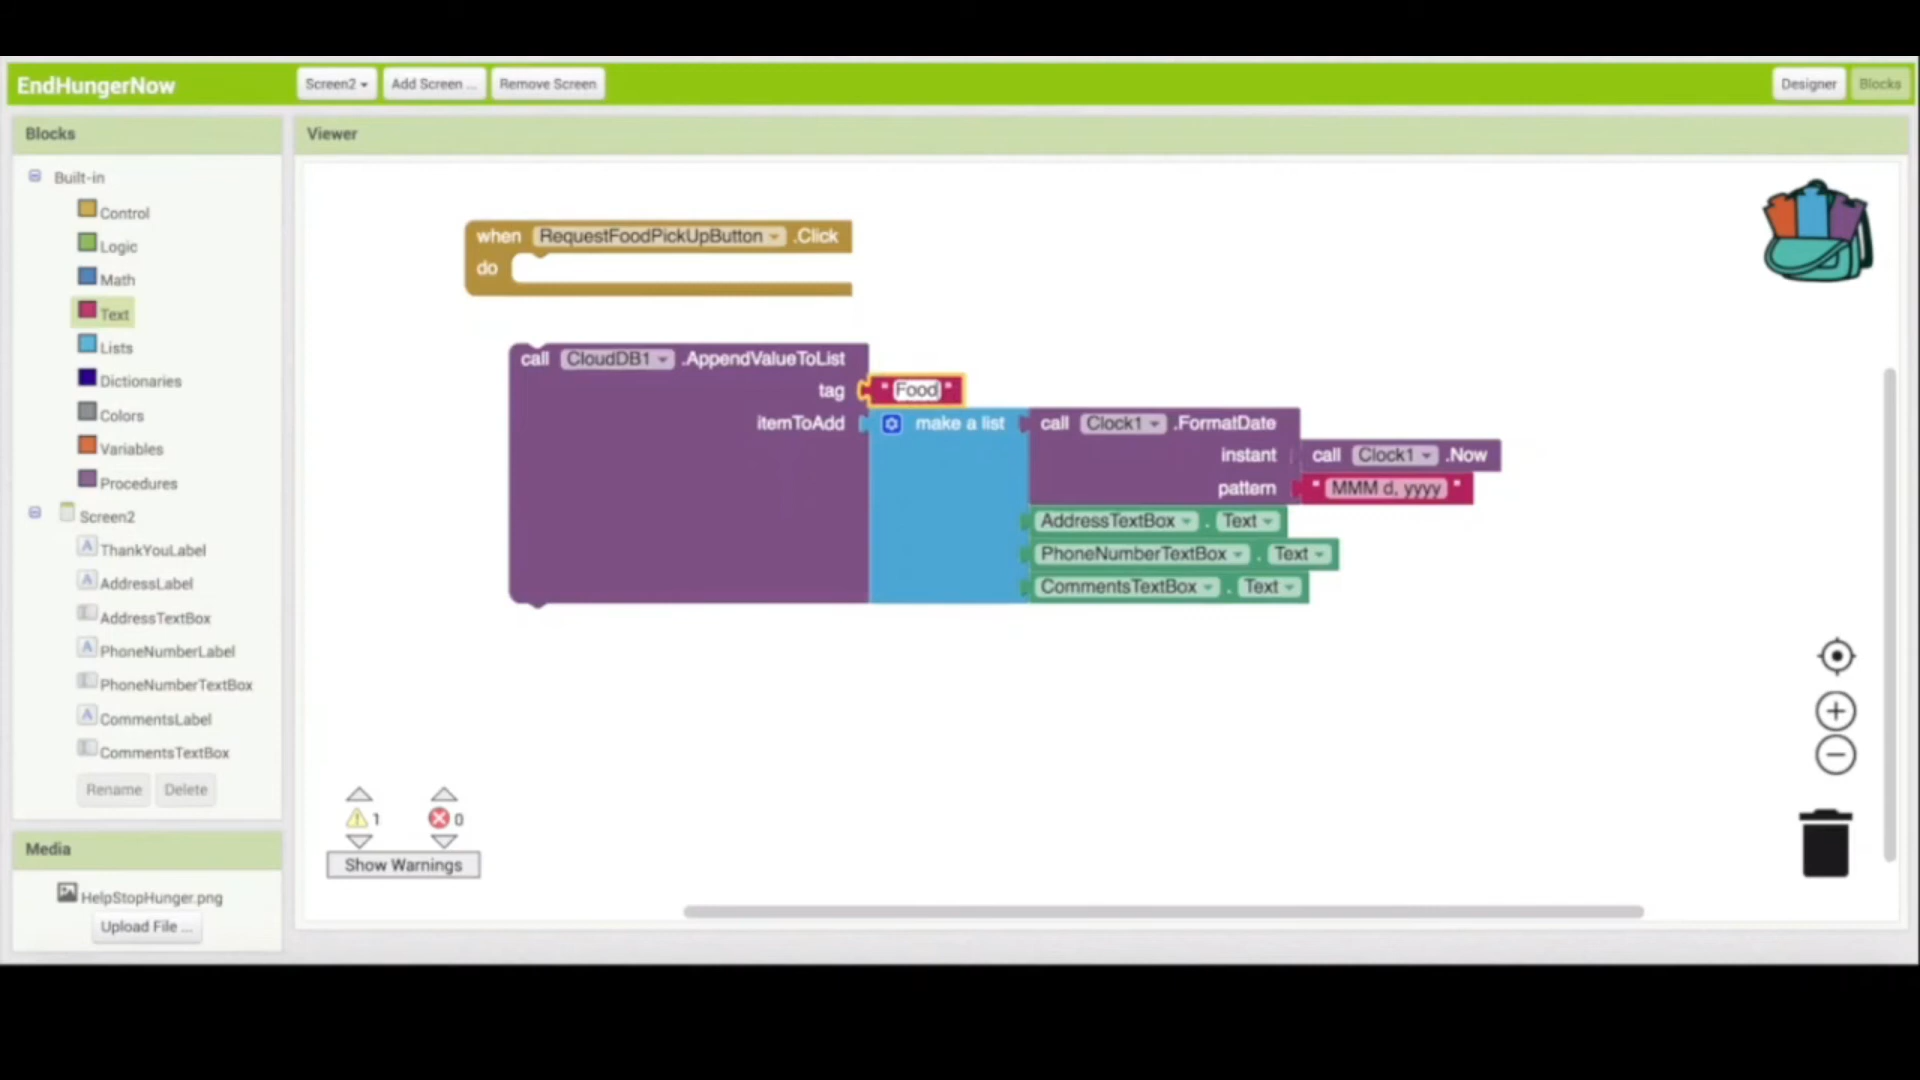 EndHungerNow
Screen2
Add Screen ...
Remove Screen
Designer
Blocks
Blocks
Built-in
Control
Logic
Math
Text
Lists
Dictionaries
Colors
Variables
Procedures
Screen2
ThankYouLabel
AddressLabel
AddressTextBox
PhoneNumberLabel
PhoneNumberTextBox
CommentsLabel
CommentsTextBox
Rename
Delete
Media
HelpStopHunger.png
Upload File ...
Viewer
when RequestFoodPickUpButton .Click
do
call CloudDB1 .AppendValueToList
tag " Food "
itemToAdd make a list call Clock1 .FormatDate
instant call Clock1 .Now
pattern " MMM d, yyyy "
AddressTextBox . Text
PhoneNumberTextBox . Text
CommentsTextBox . Text
1
0
Show Warnings